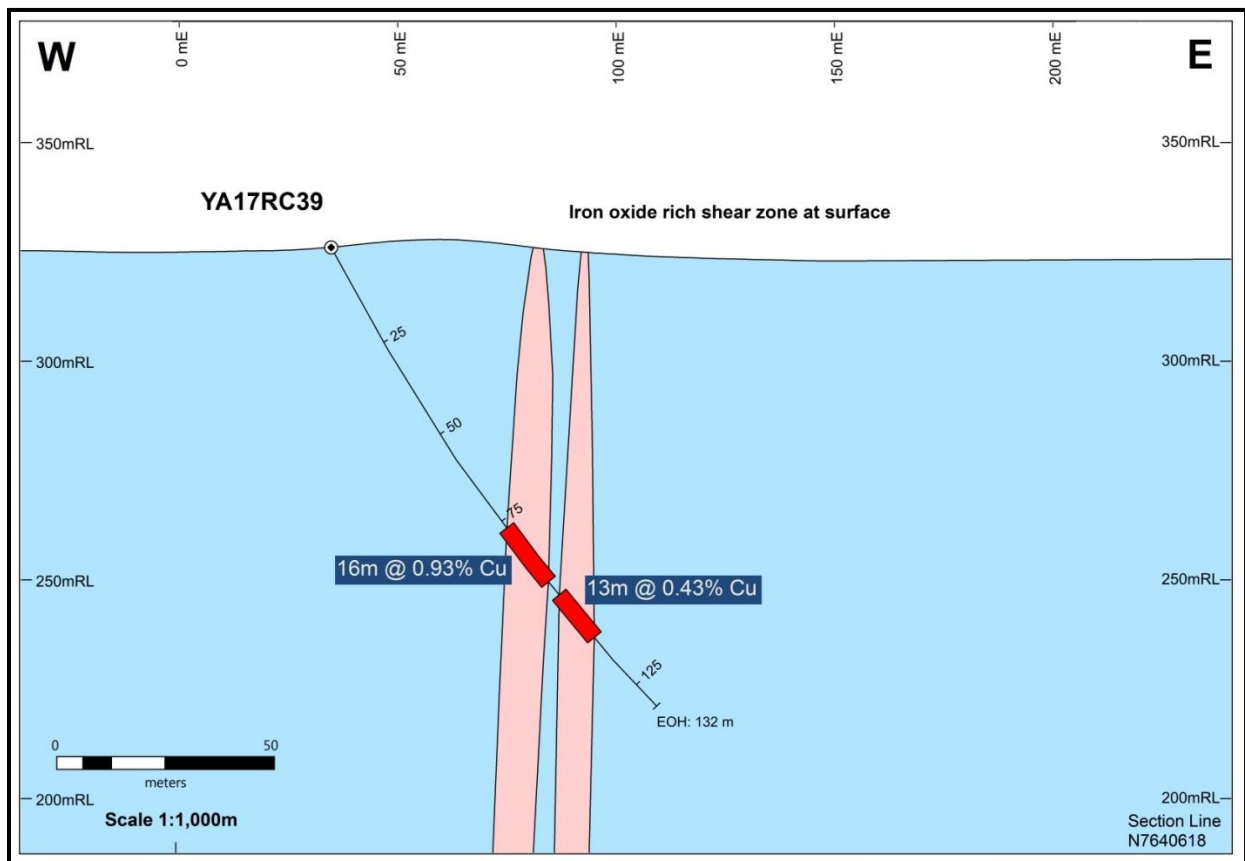 W
E
0 mE
50 mE
100 mE
150 mE
200 mE
350mRL
350mRL
YA17RC39
Iron oxide rich shear zone at surface
25
300mRL
300mRL
50
75
16m @ 0.93% Cu
250mRL
250mRL
13m @ 0.43% Cu
125
EOH: 132 m
0
50
meters
200mRL
200mRL
Scale 1:1,000m
Section Line
N7640618